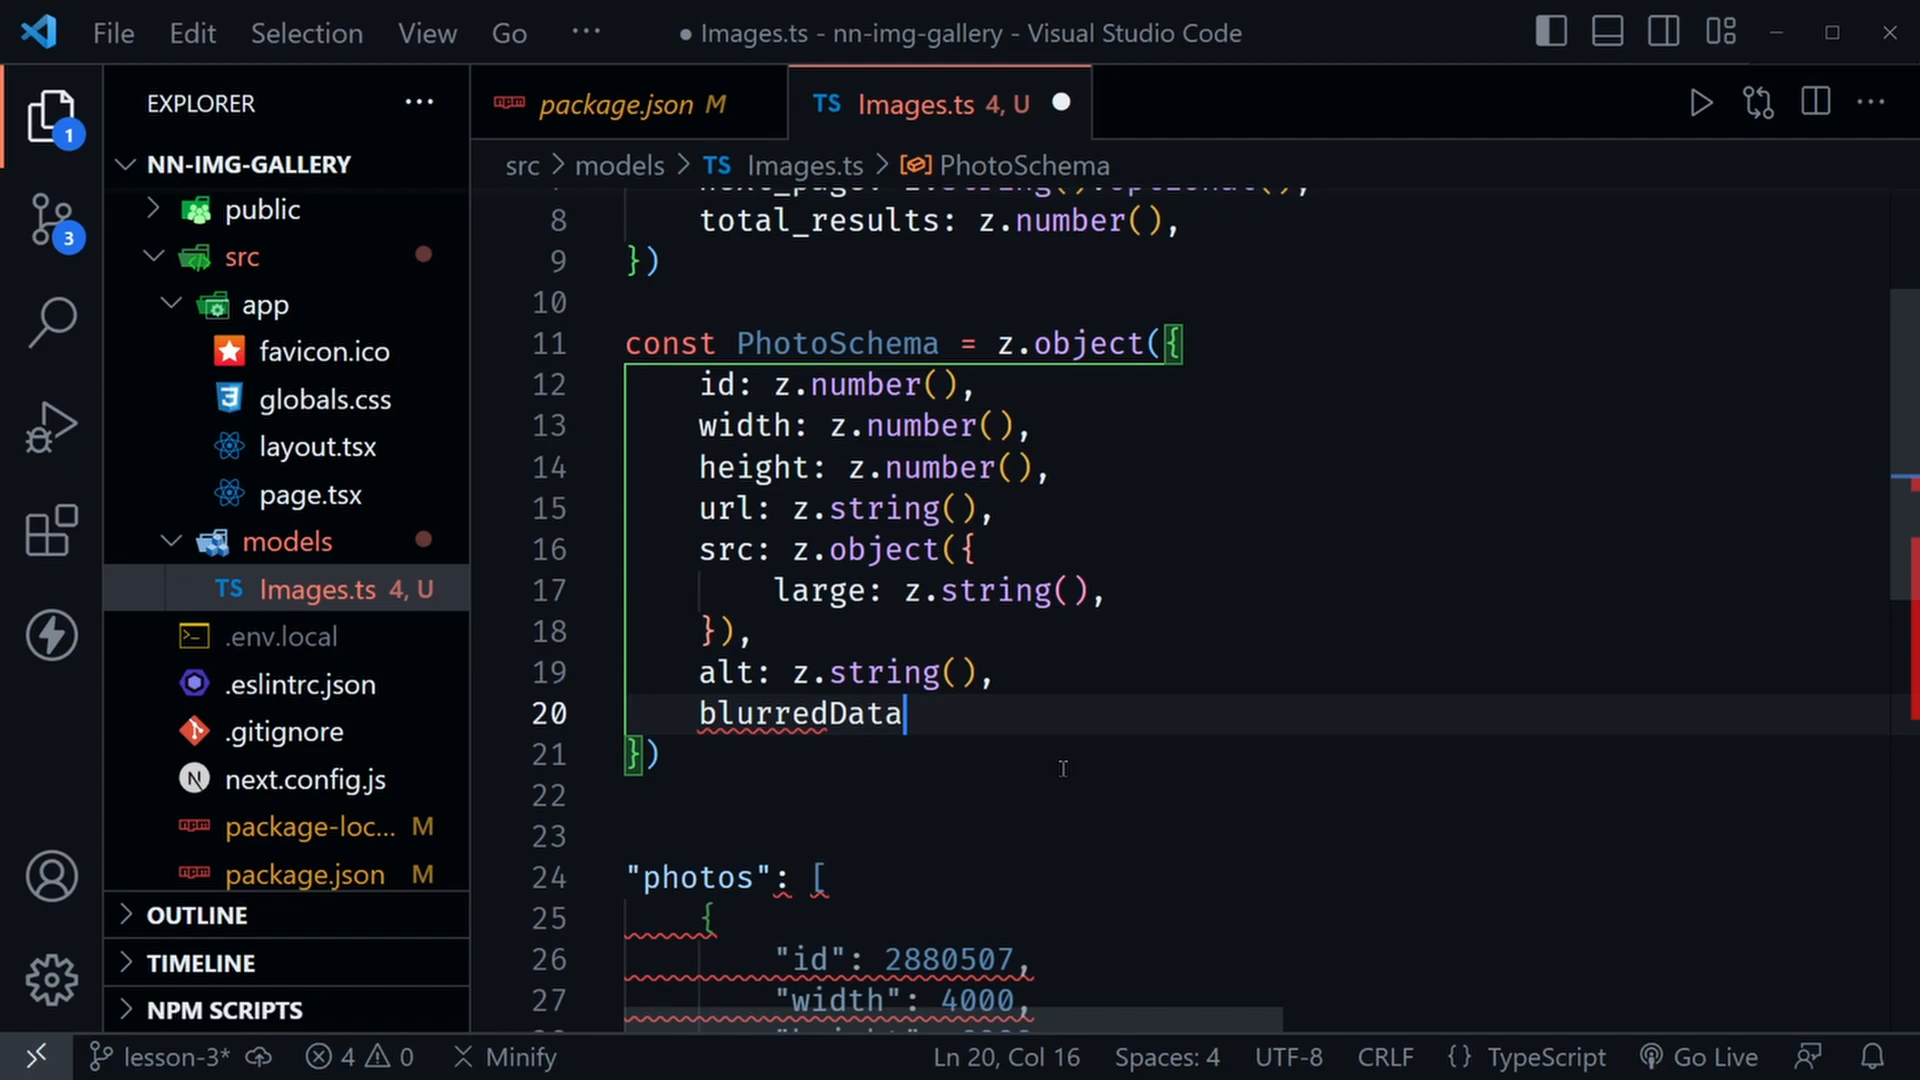 File Edit Selection View Go ··· ● Images.ts - nn-img-gallery - Visual Studio Code
EXPLORER ···
package.json M
TS Images.ts 4, U
NN-IMG-GALLERY
src > models > TS Images.ts > PhotoSchema
public
src
app
favicon.ico
globals.css
layout.tsx
page.tsx
models
TS Images.ts 4, U
.env.local
.eslintrc.json
.gitignore
next.config.js
package-loc... M
package.json M
OUTLINE
TIMELINE
NPM SCRIPTS
1
3
8 total_results: z.number(),
9 })
10
11 const PhotoSchema = z.object({
12 id: z.number(),
13 width: z.number(),
14 height: z.number(),
15 url: z.string(),
16 src: z.object({
17 large: z.string(),
18 }),
19 alt: z.string(),
20 blurredData
21 })
22
23
24 "photos": [
25 {
26 "id": 2880507,
27 "width": 4000,
lesson-3* 4 0 Minify Ln 20, Col 16 Spaces: 4 UTF-8 CRLF {} TypeScript Go Live